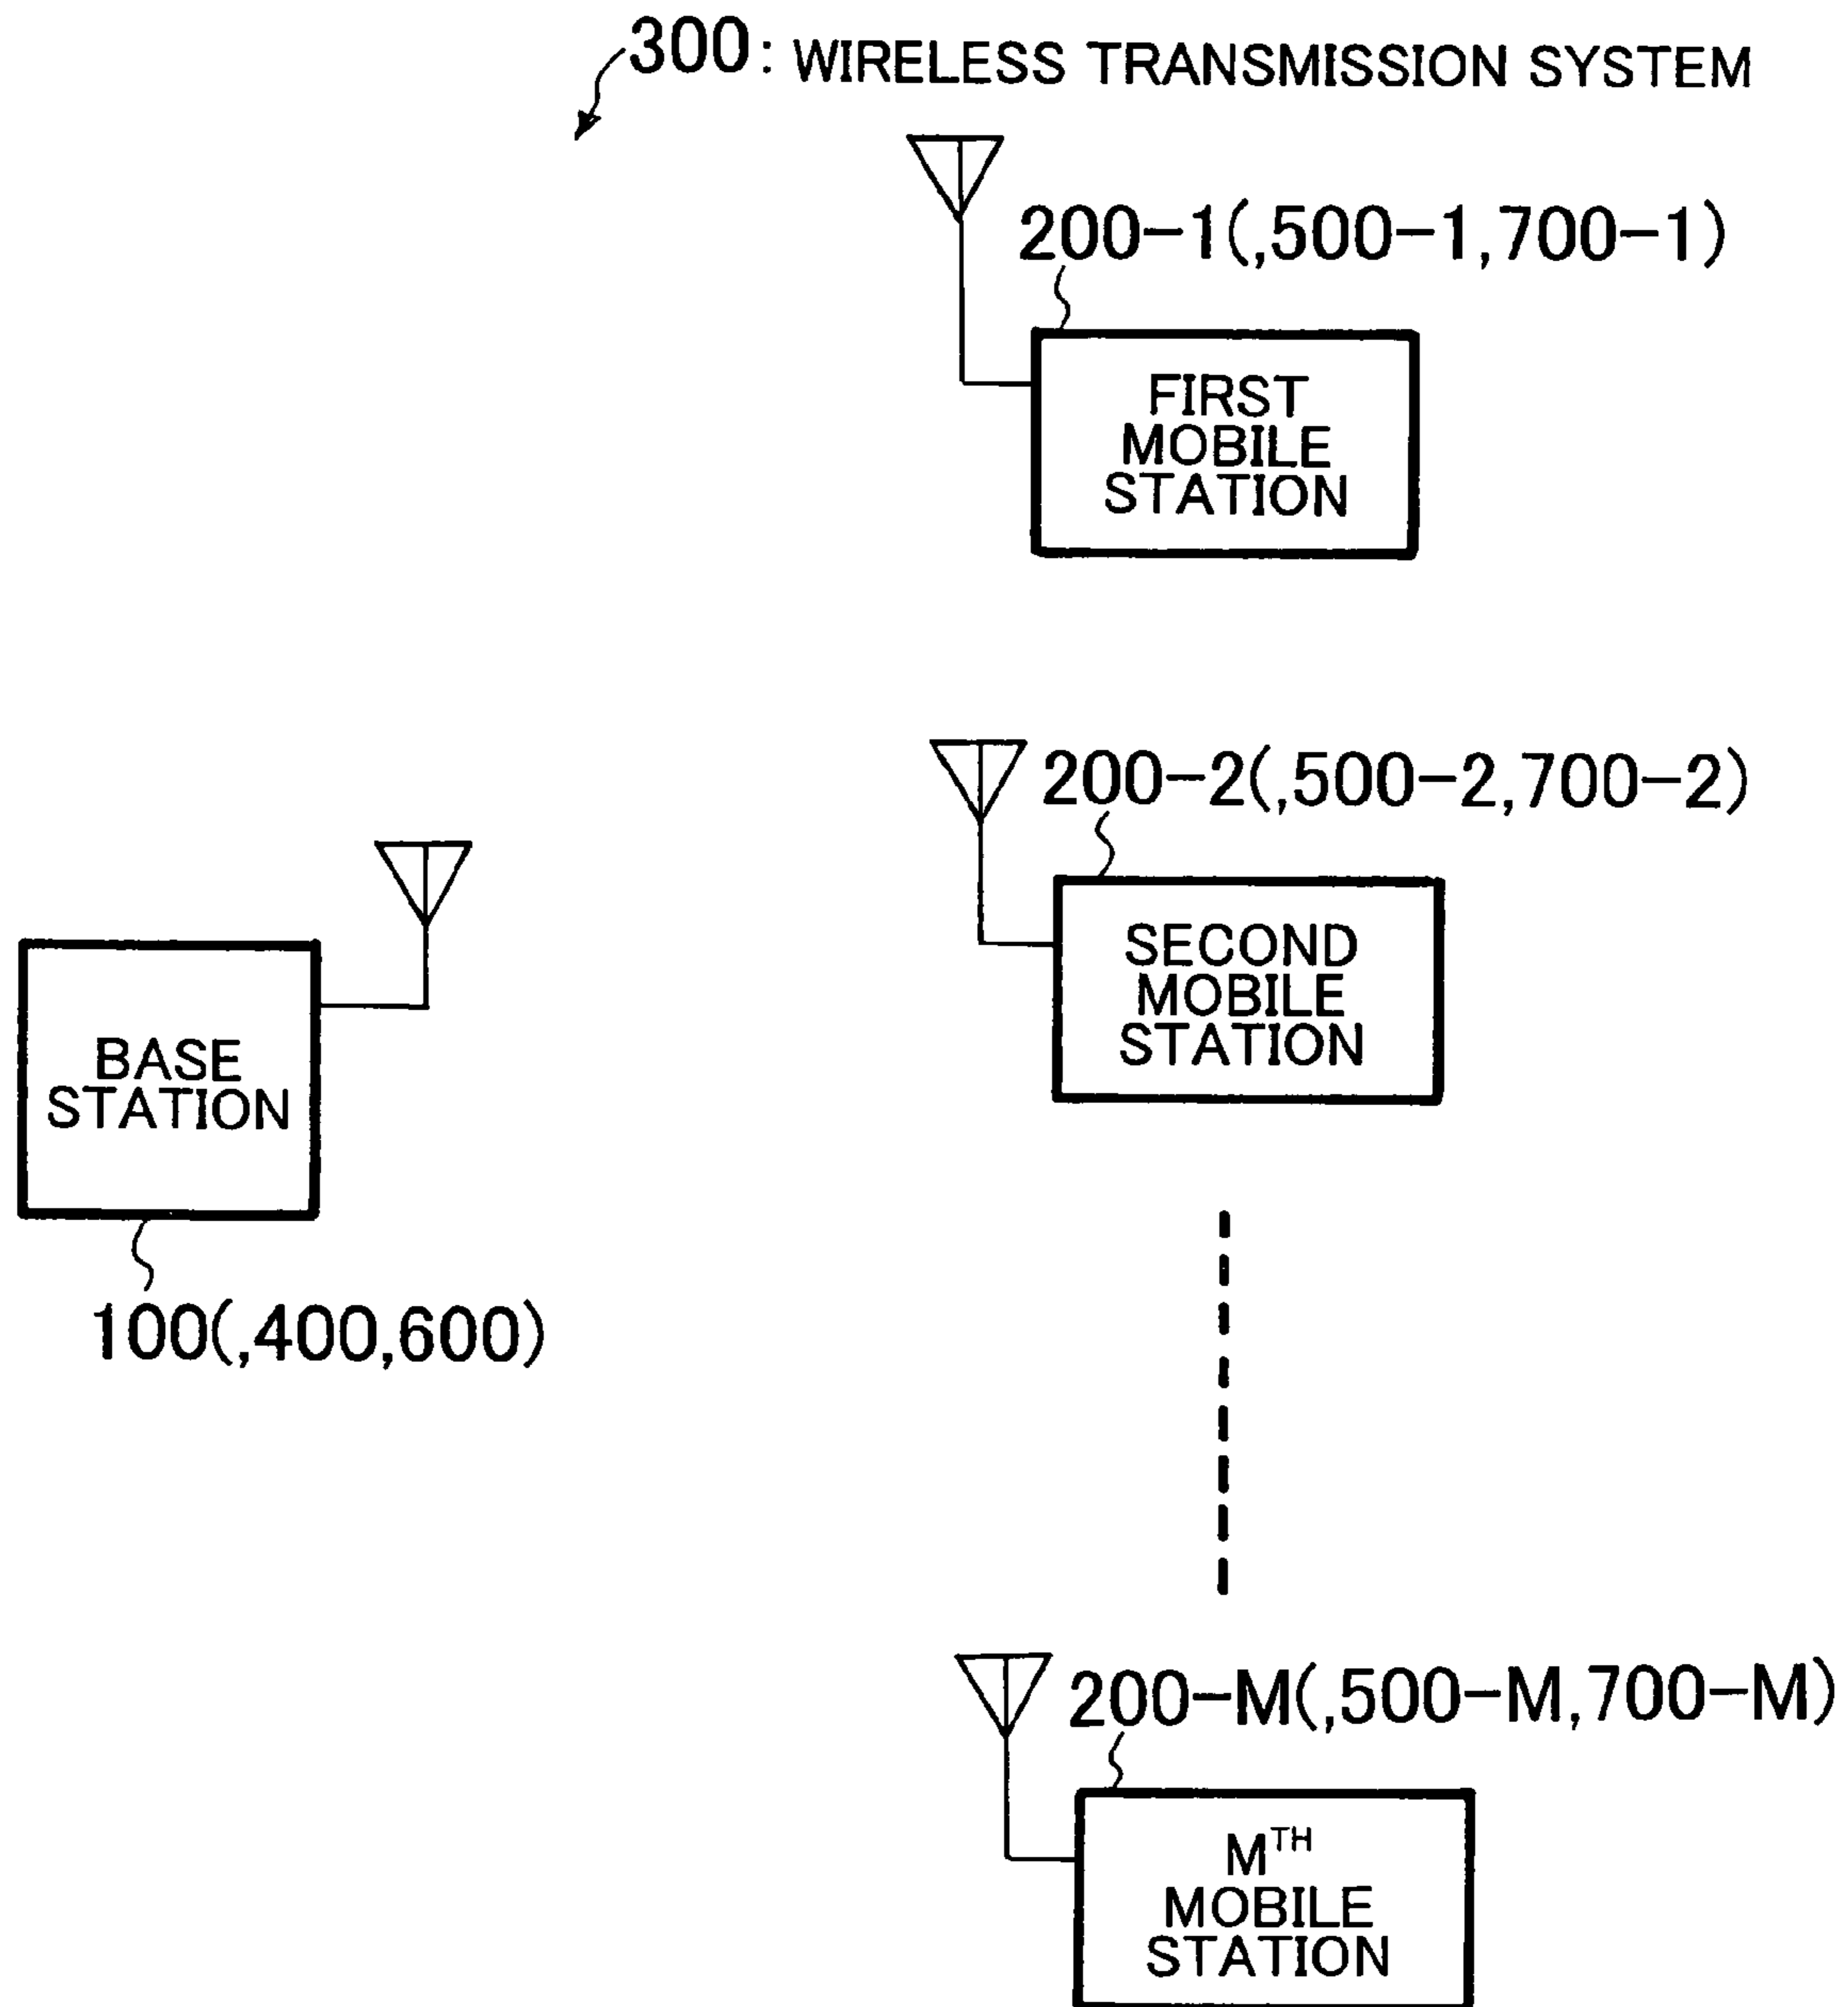 300: WIRELESS TRANSMISSION SYSTEM
200-1(,500-1,700-1)
FIRST
MOBILE
STATION
200-2(,500-2,700-2)
SECOND
MOBILE
STATION
BASE
STATION
100(,400,600)
200-M(,500-M,700-M)
MTH
MOBILE
STATION